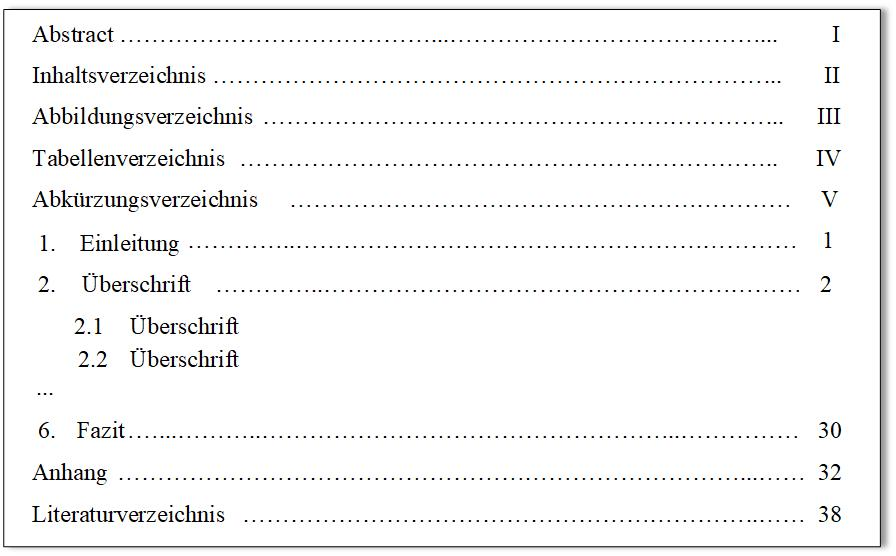 Abstract ……………………………………...………………………………….... I
Inhaltsverzeichnis …………………………………………………………….. II
Abbildungsverzeichnis ……………………………………………………….. III
Tabellenverzeichnis ………………………………………………………….. IV
Abkürzungsverzeichnis ……………………………………………………… V
1. Einleitung …………..……………………………………………………… 1
2. Überschrift …………..…………………………………………………… 2
2.1 Überschrift
2.2 Überschrift
...
6. Fazit…...………..……………………………………………...…………… 30
Anhang ……………………………………………………………………...…… 32
Literaturverzeichnis ……………………………………………………….…… 38